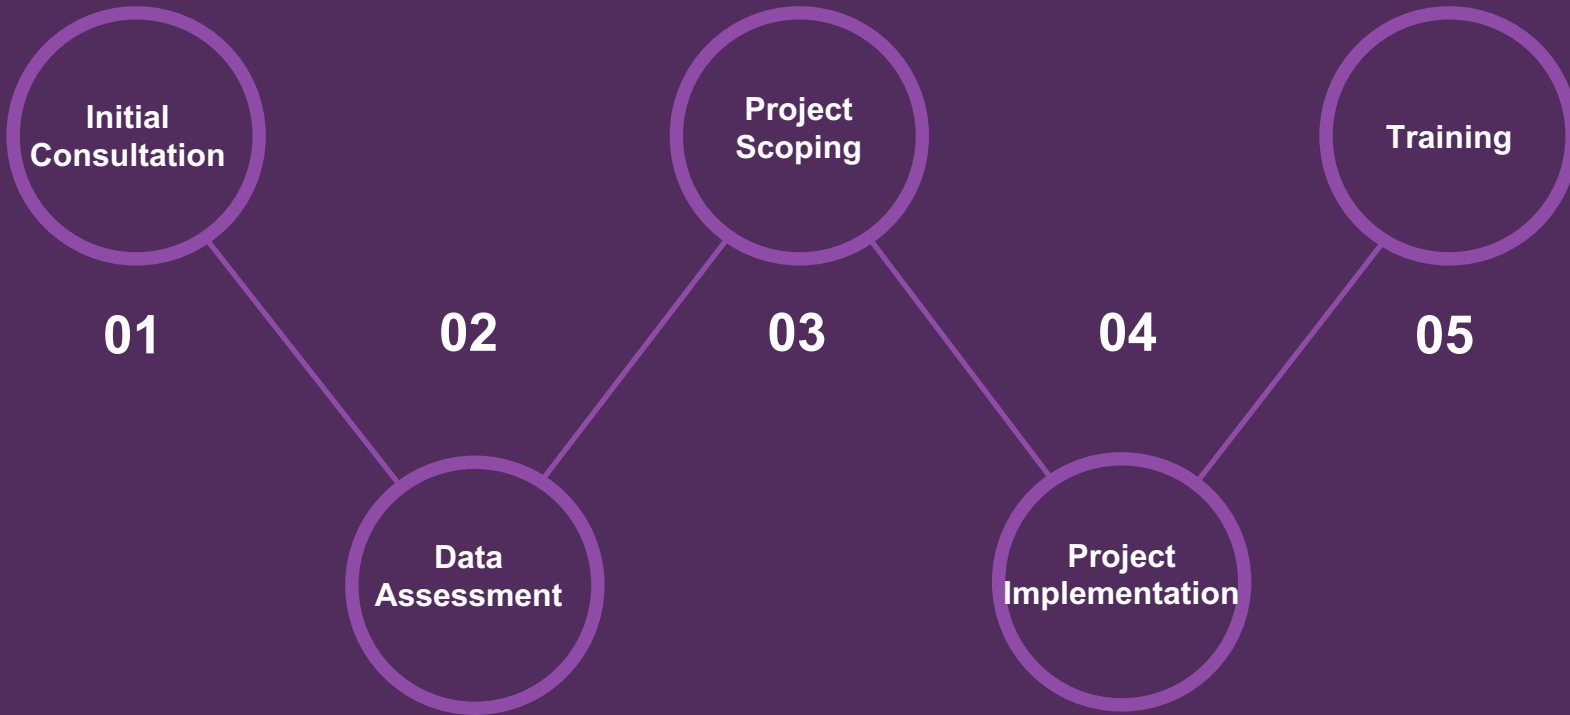 Initial
Consultation
01
02
Data
Assessment
Project
Scoping
03
04
Project
Implementation
Training
05